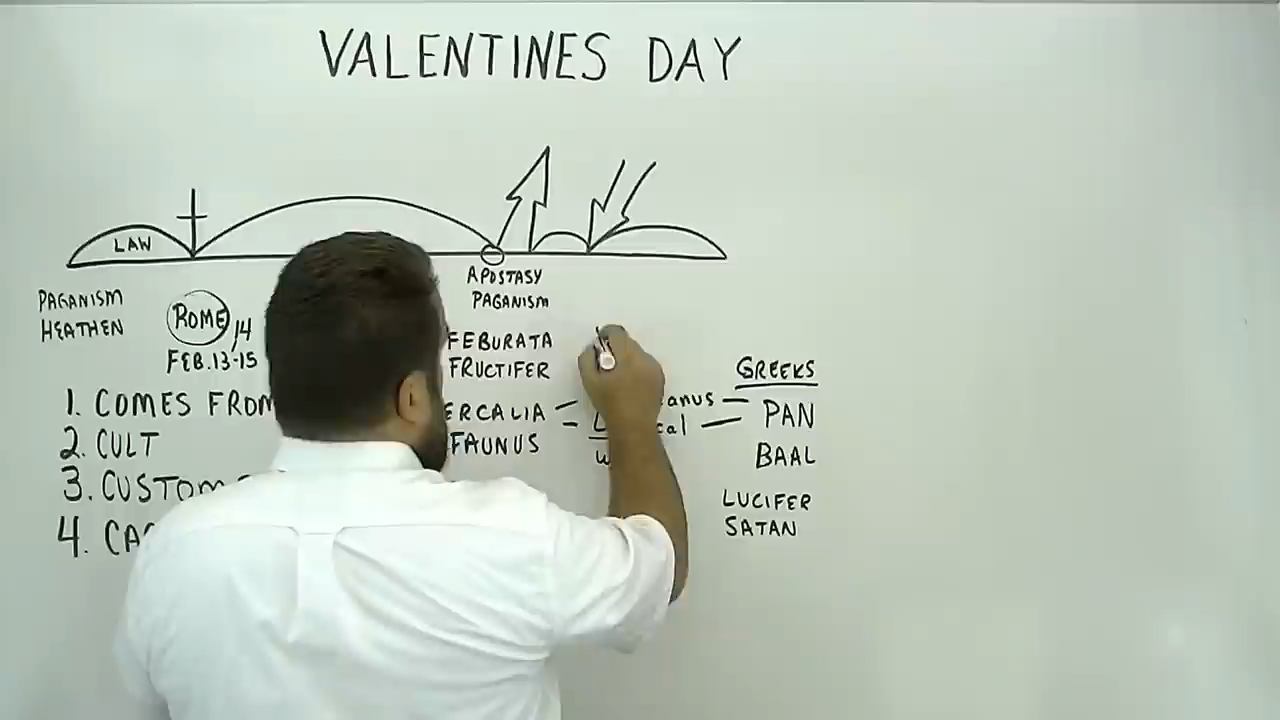 VALENTINES DAY
LAW
APOSTASY
PAGANISM
PAGANISM
HEATHEN
ROME
14
FEB. 13-15
FEBURATA
FRUCTIFER
GREEKS
1. COMES FROM
ERCALIA
anus
PAN
cal
2. CULT
FAUNUS
BAAL
3. CUSTOM
LUCIFER
SATAN
4. CA